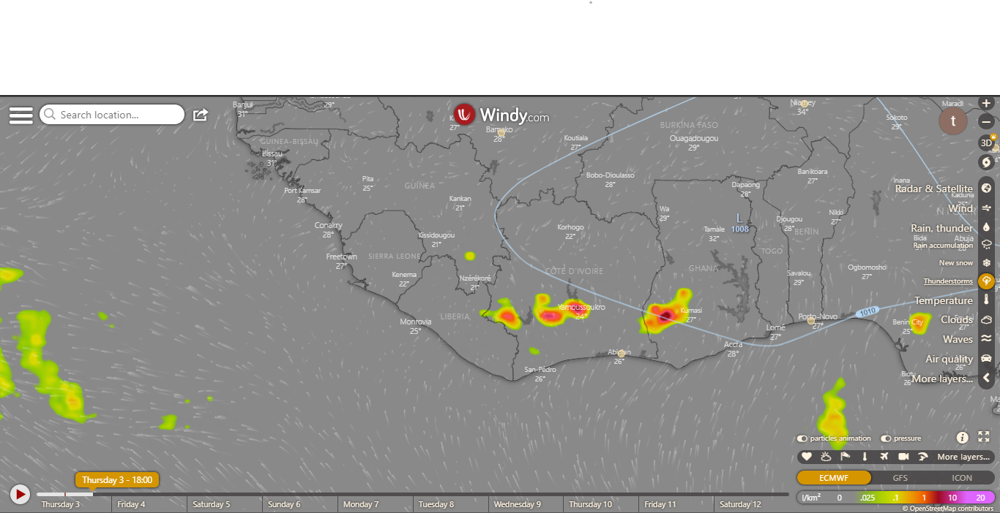 Banjul
31°
29°
Niamey
34°
Maradi
Search location...
Windy.com
27°
Bamako
28°
BURKINA FASO
Sokoto
29°
t
GUINEA-BISSAU
Koutiala
27°
Ouagadougou
29°
3D
Bissau
31°
Pita
25°
GUINEA
Bobo-Dioulasso
28°
Banikoara
27°
Inana
Port Kamsar
28°
Kankan
21°
Dapaong
28°
Radar & Satellite
Kaduna
Wa
29°
Wind
Conakry
28°
Kissidougou
21°
Korhogo
22°
L
1008
Tamale
32°
Djougou
28°
Nikki
27°
BENIN
Rain, thunder
Bida
Abuja
Rain accumulation
Freetown
27°
SIERRA LEONE
TOGO
New snow
Kenema
22°
Nzérékoré
21°
CÔTE D'IVOIRE
GHANA
Savalou
29°
Ogbomosho
27°
Thunderstorms
Temperature
Monrovia
25°
LIBERIA
Yamoussoukro
24°
Kumasi
27°
Lomé
27°
Porto-Novo
27°
1010
Benin City
25°
Clouds
27°
Waves
Accra
28°
Abidjan
26°
Air quality
26°
San-Pédro
26°
26°
More layers...
particles animation
pressure
i
More layers...
Thursday 3 - 18:00
ECMWF GFS ICON
Thursday 3 Friday 4 Saturday 5 Sunday 6 Monday 7 Tuesday 8 Wednesday 9 Thursday 10 Friday 11 Saturday 12
l/km² 0 .025 .1 1 10 20
© OpenStreetMap contributors